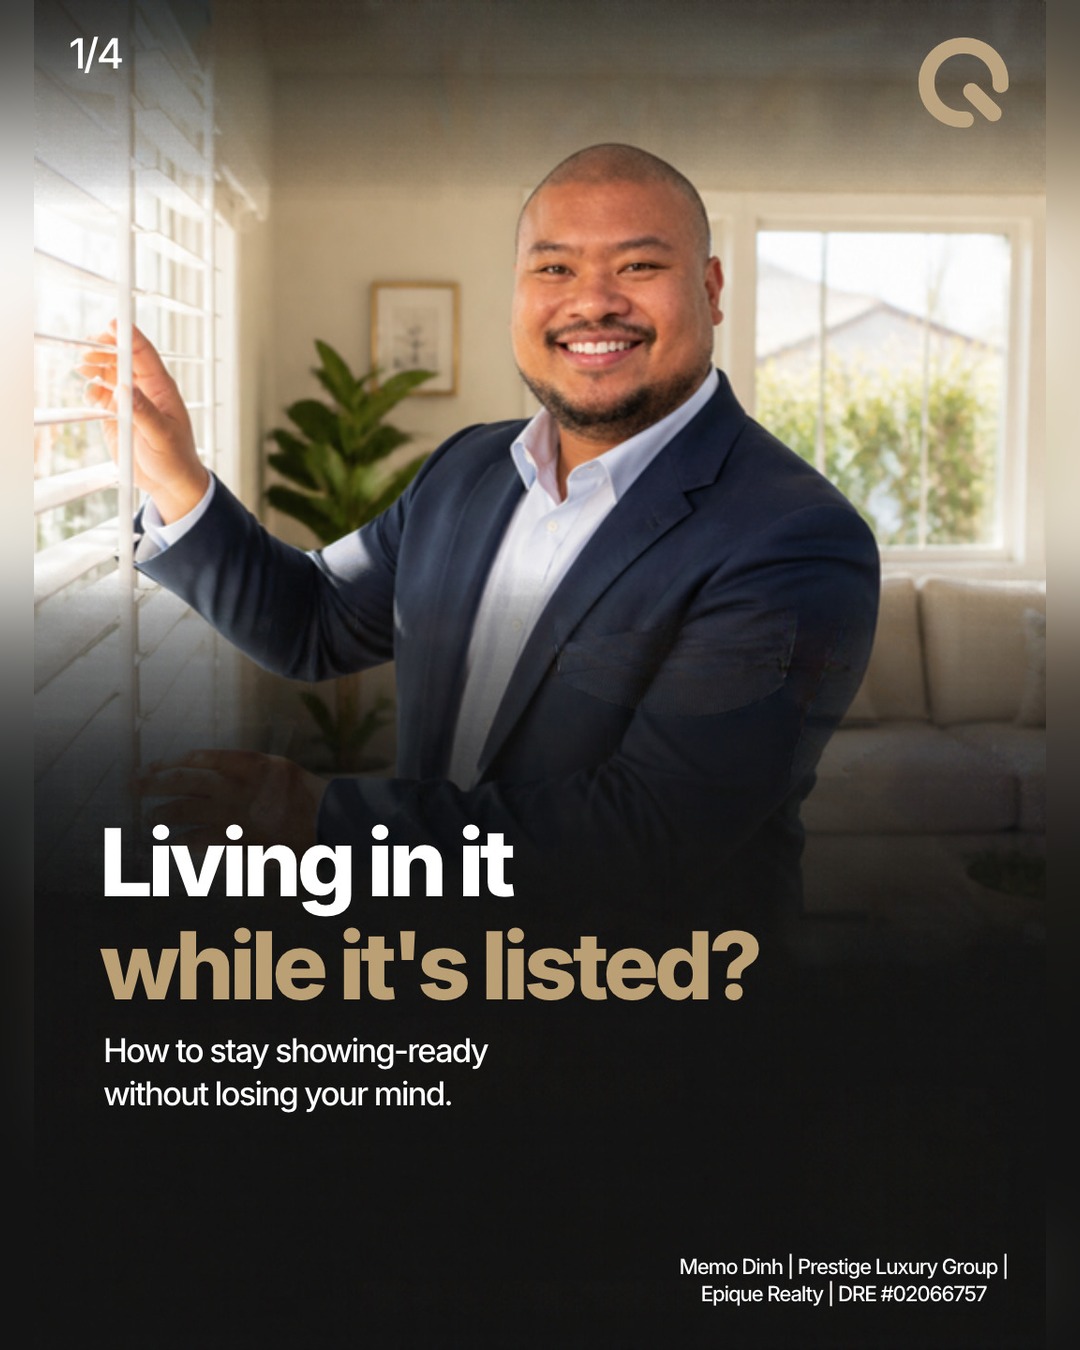 1/4
Living in it
while it's listed?
How to stay showing-ready
without losing your mind.
Memo Dinh | Prestige Luxury Group |
Epique Realty | DRE #02066757